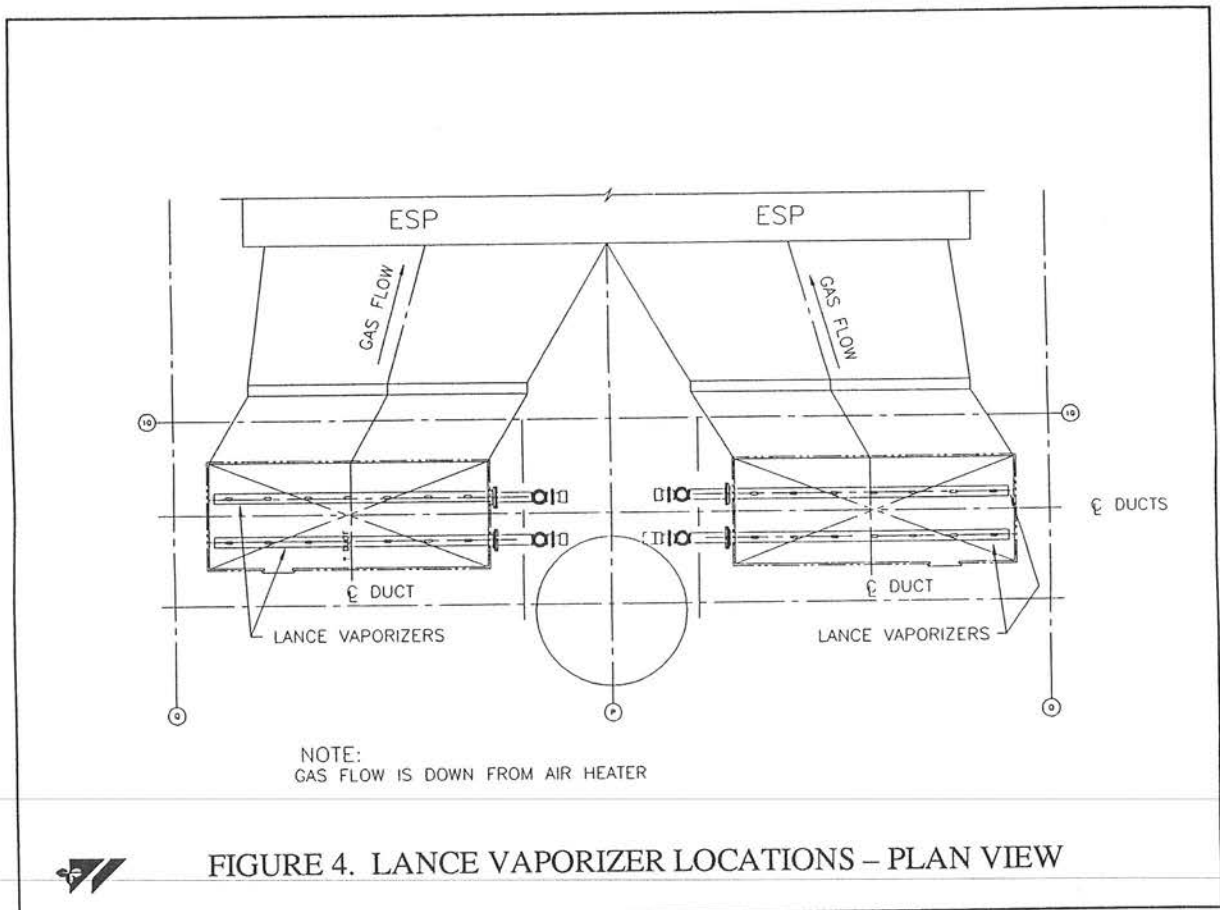 ESP
ESP
GAS FLOW
GAS FLOW
10
10
℄ DUCTS
℄ DUCT
℄ DUCT
LANCE VAPORIZERS
LANCE VAPORIZERS
Q
P
NOTE:
GAS FLOW IS DOWN FROM AIR HEATER
FIGURE 4. LANCE VAPORIZER LOCATIONS – PLAN VIEW